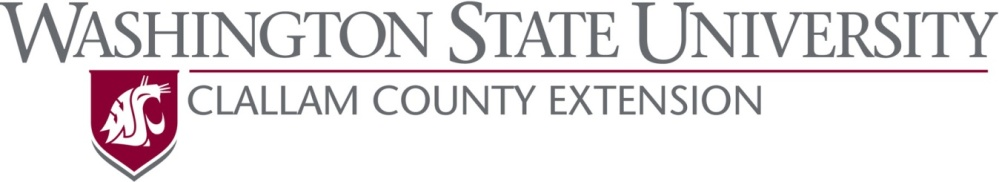 WASHINGTON STATE UNIVERSITY
CLALLAM COUNTY EXTENSION